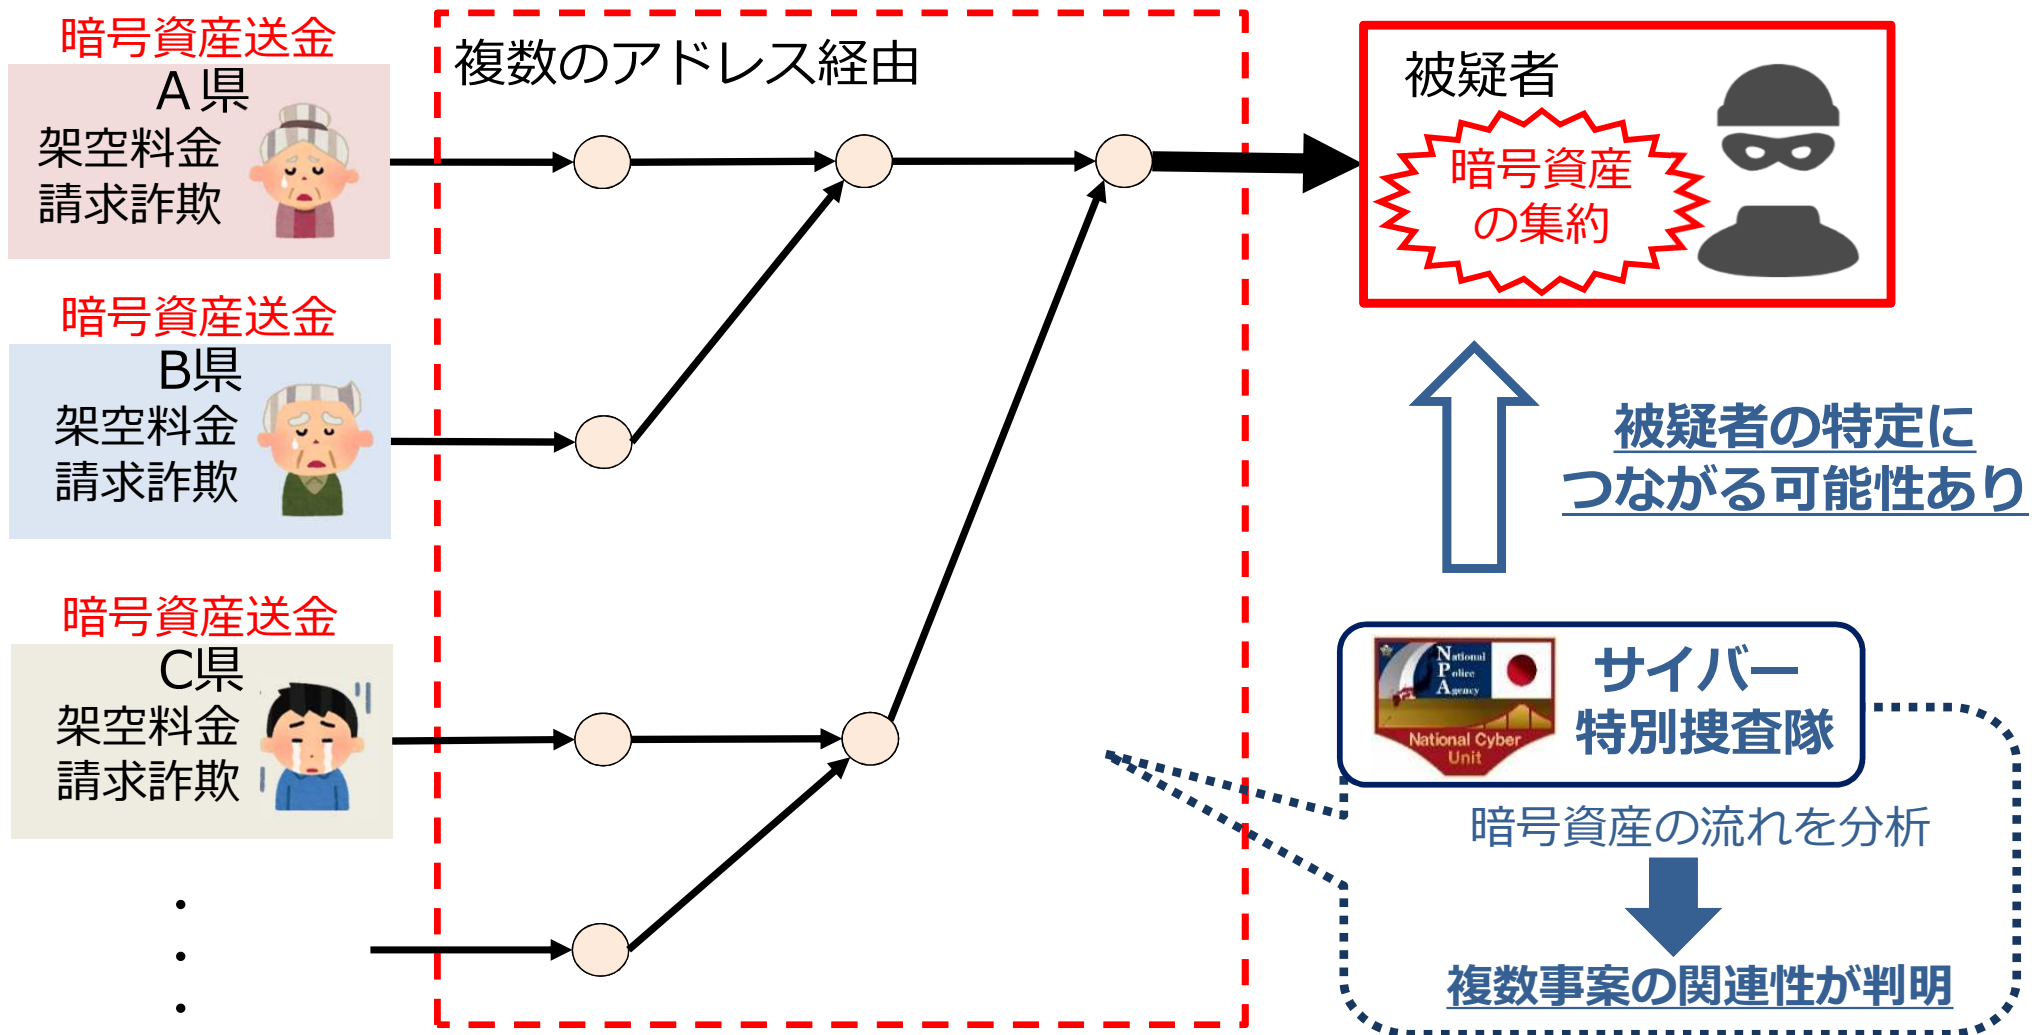 暗号資産送金
A県
架空料金
請求詐欺
暗号資産送金
B県
架空料金
請求詐欺
暗号資産送金
C県
架空料金
請求詐欺
・
・
・
複数のアドレス経由
被疑者
暗号資産
の集約
被疑者の特定に
つながる可能性あり
National
Police
Agency
National Cyber
Unit
サイバー
特別捜査隊
暗号資産の流れを分析
複数事案の関連性が判明